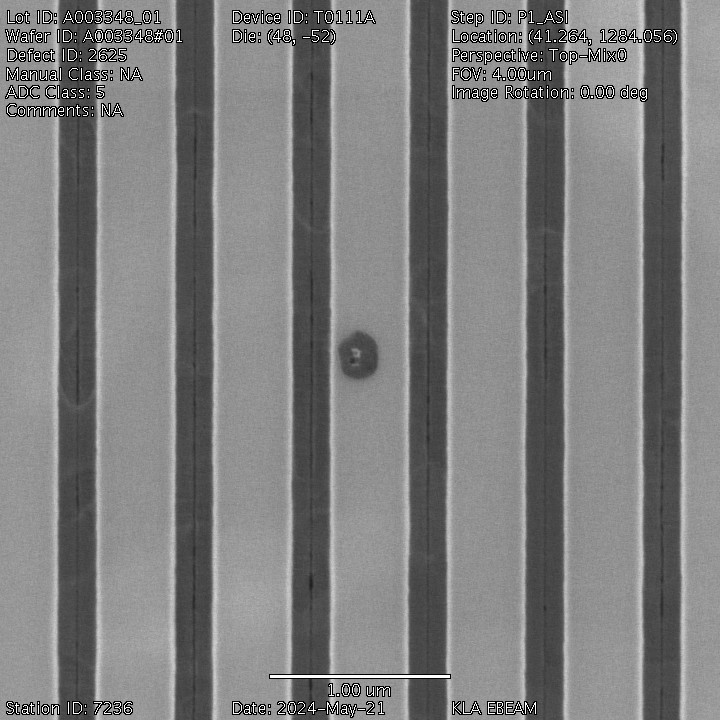 Lot ID: A003348_01
Wafer ID: A003348#01
Defect ID: 2625
Manual Class: NA
ADC Class: 5
Comments: NA
Device ID: T0111A
Die: (48, -52)
Step ID: P1_ASI
Location: (41.264, 1284.056)
Perspective: Top-Mix0
FOV: 4.00um
Image Rotation: 0.00 deg
1.00 um
Station ID: 7236
Date: 2024-May-21
KLA EBEAM